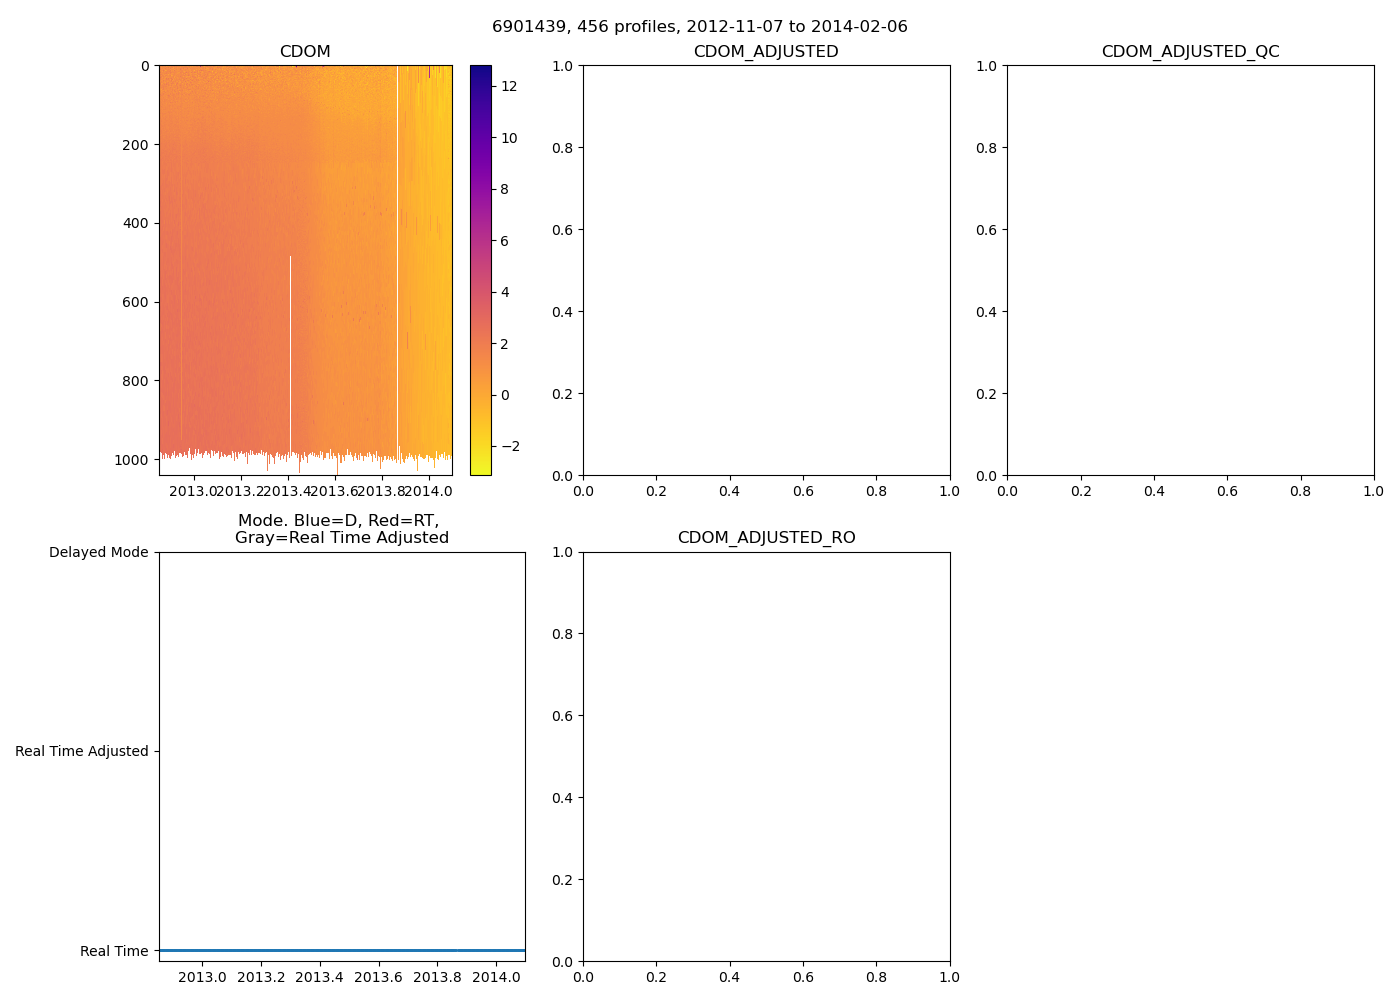 6901439, 456 profiles, 2012-11-07 to 2014-02-06
CDOM
CDOM_ADJUSTED
CDOM_ADJUSTED_QC
0
200
400
600
800
1000
2013.0 2013.2 2013.4 2013.6 2013.8 2014.0
12
10
8
6
4
2
0
−2
1.0
0.8
0.6
0.4
0.2
0.0
0.0 0.2 0.4 0.6 0.8 1.0
1.0
0.8
0.6
0.4
0.2
0.0
0.0 0.2 0.4 0.6 0.8 1.0
Mode. Blue=D, Red=RT,
Gray=Real Time Adjusted
Delayed Mode
Real Time Adjusted
Real Time
2013.0 2013.2 2013.4 2013.6 2013.8 2014.0
CDOM_ADJUSTED_RO
1.0
0.8
0.6
0.4
0.2
0.0
0.0 0.2 0.4 0.6 0.8 1.0